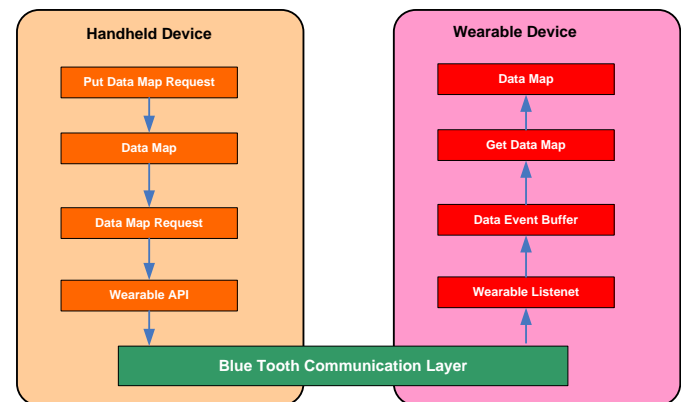 Handheld Device
Put Data Map Request
Data Map
Data Map Request
Wearable API
Wearable Device
Data Map
Get Data Map
Data Event Buffer
Wearable Listenet
Blue Tooth Communication Layer